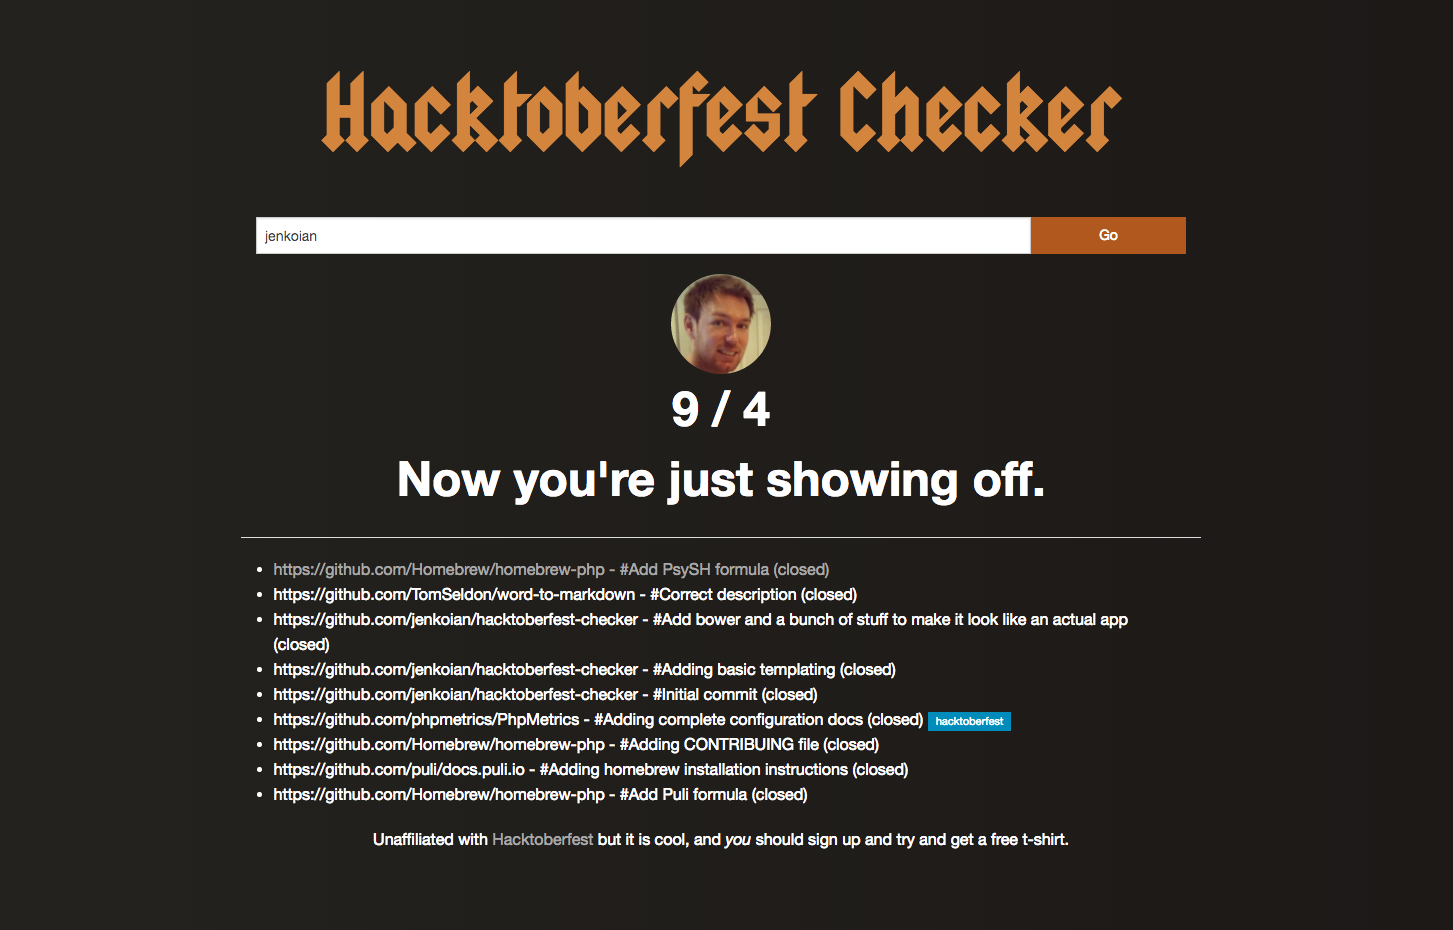 Hacktoberfest Checker
jenkoian
Go
9 / 4
Now you're just showing off.
https://github.com/Homebrew/homebrew-php - #Add PsySH formula (closed)
https://github.com/TomSeldon/word-to-markdown - #Correct description (closed)
https://github.com/jenkoian/hacktoberfest-checker - #Add bower and a bunch of stuff to make it look like an actual app
(closed)
https://github.com/jenkoian/hacktoberfest-checker - #Adding basic templating (closed)
https://github.com/jenkoian/hacktoberfest-checker - #Initial commit (closed)
https://github.com/phpmetrics/PhpMetrics - #Adding complete configuration docs (closed) hacktoberfest
https://github.com/Homebrew/homebrew-php - #Adding CONTRIBUING file (closed)
https://github.com/puli/docs.puli.io - #Adding homebrew installation instructions (closed)
https://github.com/Homebrew/homebrew-php - #Add Puli formula (closed)
Unaffiliated with Hacktoberfest but it is cool, and you should sign up and try and get a free t-shirt.